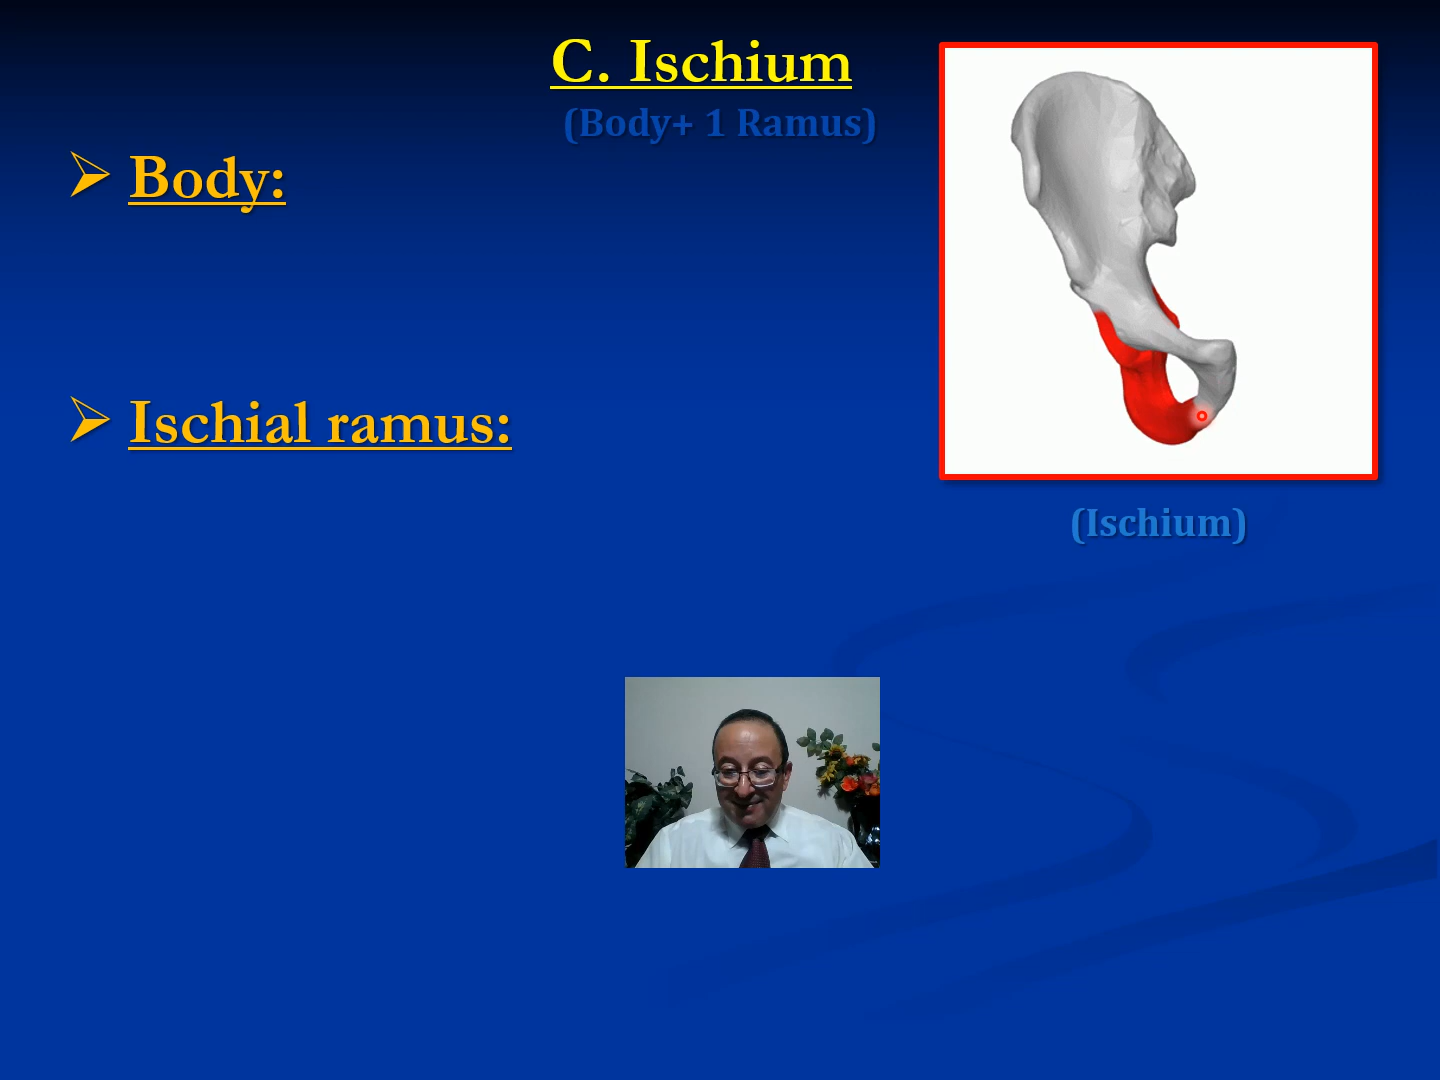 C. Ischium
(Body+ 1 Ramus)
Body:
Ischial ramus:
(Ischium)